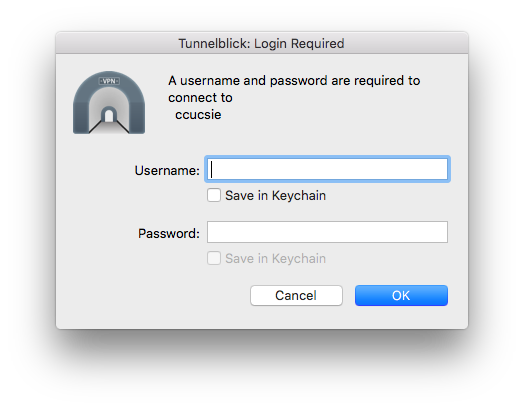 Tunnelblick: Login Required
VPN
A username and password are required to
connect to
ccucsie
Username:
Save in Keychain
Password:
Save in Keychain
Cancel
OK